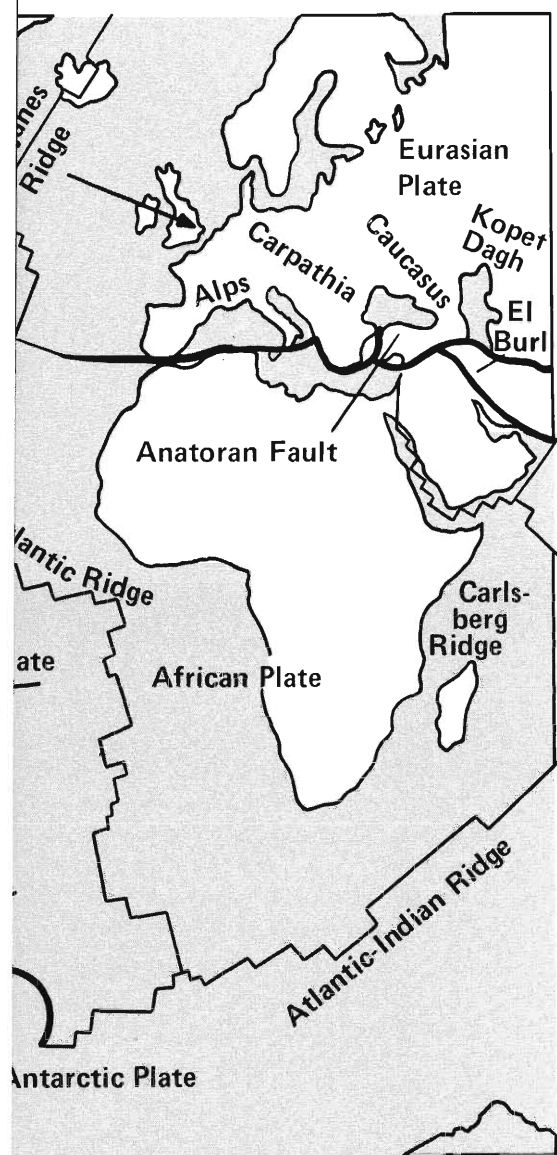 Ridge
Eurasian
Plate
Kopet
Dagh
Caucasus
Carpathia
Alps
El
Burl
Anatoran Fault
lantic Ridge
Carls-
berg
Ridge
ate
African Plate
Atlantic-Indian Ridge
Antarctic Plate